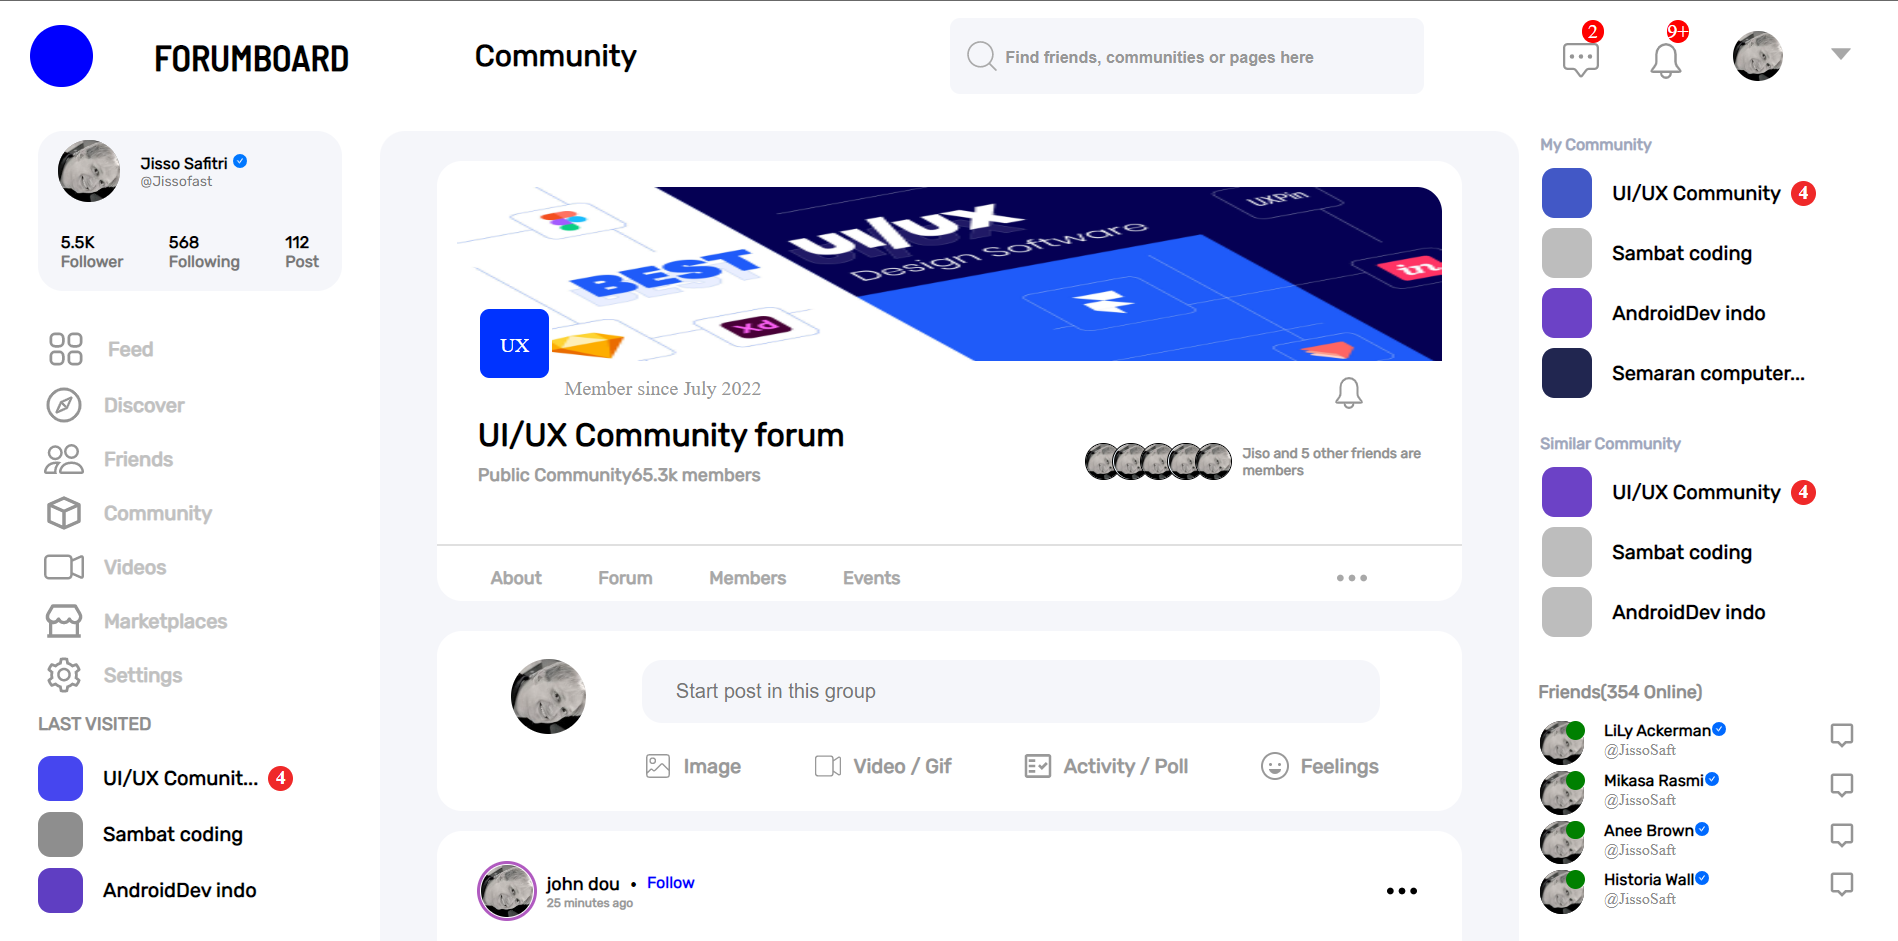 FORUMBOARD
Community
Find friends, communities or pages here
2
9+
Jisso Safitri
@Jissofast
5.5K
568
112
Follower
Following
Post
Feed
Discover
Friends
Community
Videos
Marketplaces
Settings
LAST VISITED
UI/UX Comunit... 4
Sambat coding
AndroidDev indo
BEST
UI/UX
Design Software
UXPin
in
Xd
UX
Member since July 2022
UI/UX Community forum
Public Community65.3k members
Jiso and 5 other friends are
members
About
Forum
Members
Events
Start post in this group
Image
Video / Gif
Activity / Poll
Feelings
john dou • Follow
25 minutes ago
My Community
UI/UX Community 4
Sambat coding
AndroidDev indo
Semaran computer...
Similar Community
UI/UX Community 4
Sambat coding
AndroidDev indo
Friends(354 Online)
LiLy Ackerman
@JissoSaft
Mikasa Rasmi
@JissoSaft
Anee Brown
@JissoSaft
Historia Wall
@JissoSaft